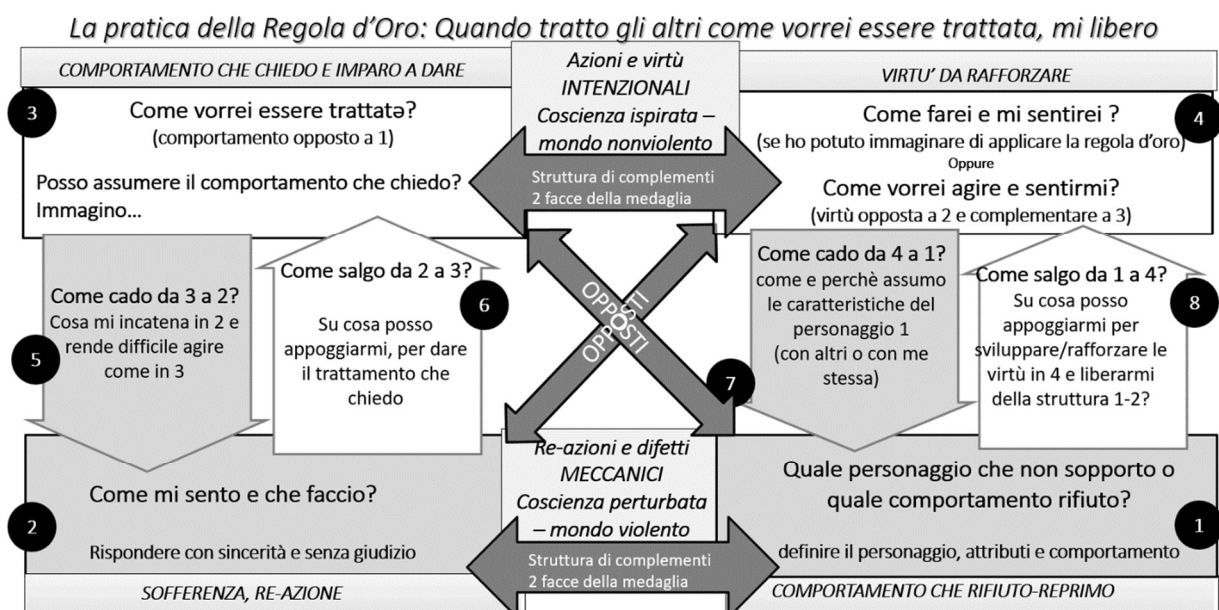 La pratica della Regola d'Oro: Quando tratto gli altri come vorrei essere trattata, mi libero
COMPORTAMENTO CHE CHIEDO E IMPARO A DARE
Azioni e virtù
INTENZIONALI
Coscienza ispirata –
mondo nonviolento
VIRTU' DA RAFFORZARE
3
Come vorrei essere trattatə?
(comportamento opposto a 1)
Posso assumere il comportamento che chiedo?
Immagino...
Struttura di complementi
2 facce della medaglia
4
Come farei e mi sentirei ?
(se ho potuto immaginare di applicare la regola d'oro)
Oppure
Come vorrei agire e sentirmi?
(virtù opposta a 2 e complementare a 3)
5
Come cado da 3 a 2?
Cosa mi incatena in 2 e
rende difficile agire
come in 3
6
Come salgo da 2 a 3?
Su cosa posso
appoggiarmi, per dare
il trattamento che
chiedo
OPPOSTI
OPPOSTI
7
Come cado da 4 a 1?
come e perchè assumo
le caratteristiche del
personaggio 1
(con altri o con me
stessa)
8
Come salgo da 1 a 4?
Su cosa posso
appoggiarmi per
sviluppare/rafforzare le
virtù in 4 e liberarmi
della struttura 1-2?
2
Come mi sento e che faccio?
Rispondere con sincerità e senza giudizio
SOFFERENZA, RE-AZIONE
Re-azioni e difetti
MECCANICI
Coscienza perturbata
– mondo violento
Struttura di complementi
2 facce della medaglia
1
Quale personaggio che non sopporto o
quale comportamento rifiuto?
definire il personaggio, attributi e comportamento
COMPORTAMENTO CHE RIFIUTO-REPRIMO